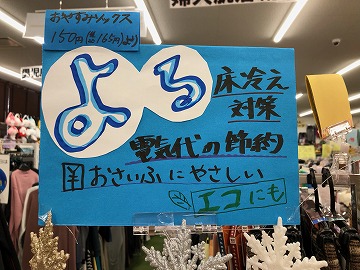 おやすみソックス
150円(税込165円)より
よる
床冷え
対策
電気代の節約
¥おさいふにやさしい
エコにも